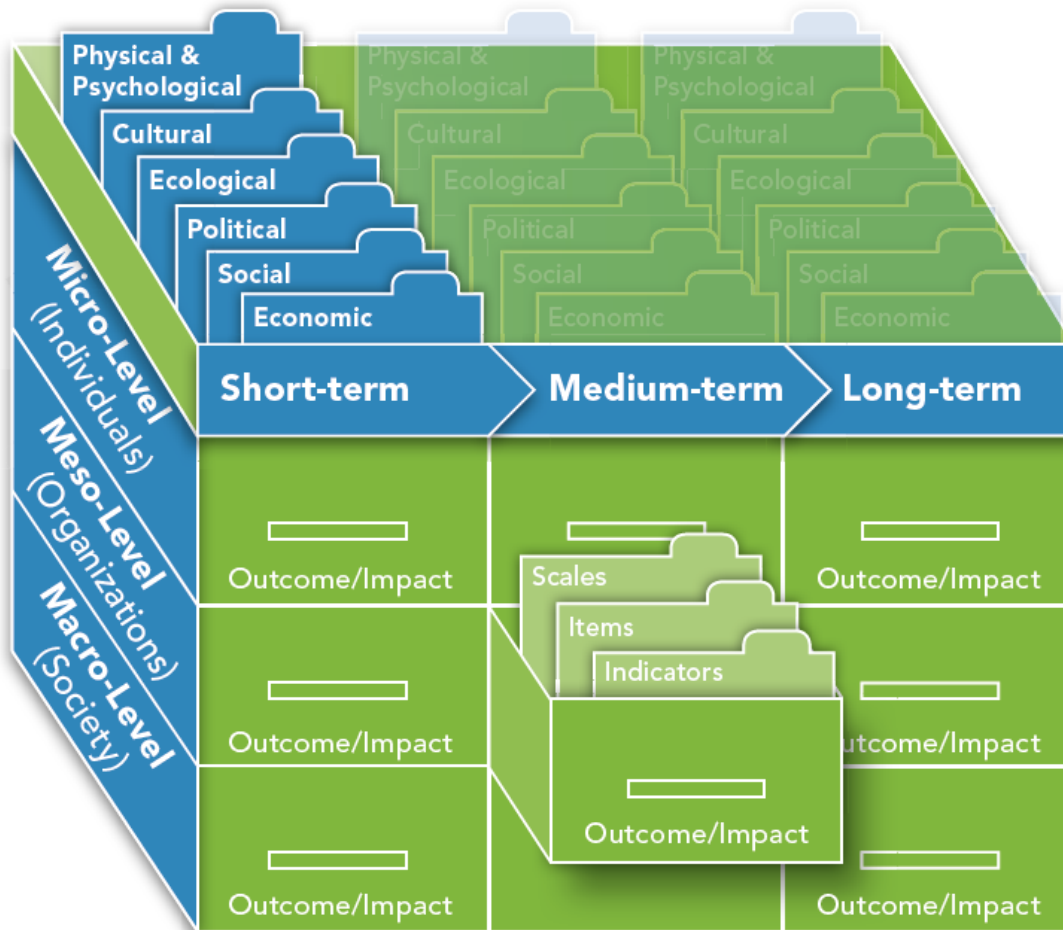 Physical &
Psychological
Cultural
Ecological
Political
Social
Economic
Physical &
Psychological
Cultural
Ecological
Political
Social
Economic
Physical &
Psychological
Cultural
Ecological
Political
Social
Economic
Micro-Level
(Individuals)
Meso-Level
(Organizations)
Macro-Level
(Society)
Short-term
Medium-term
Long-term
Outcome/Impact
Scales
Items
Indicators
Outcome/Impact
Outcome/Impact
utcome/Impact
Outcome/Impact
Outcome/Impact
Outcome/Impact